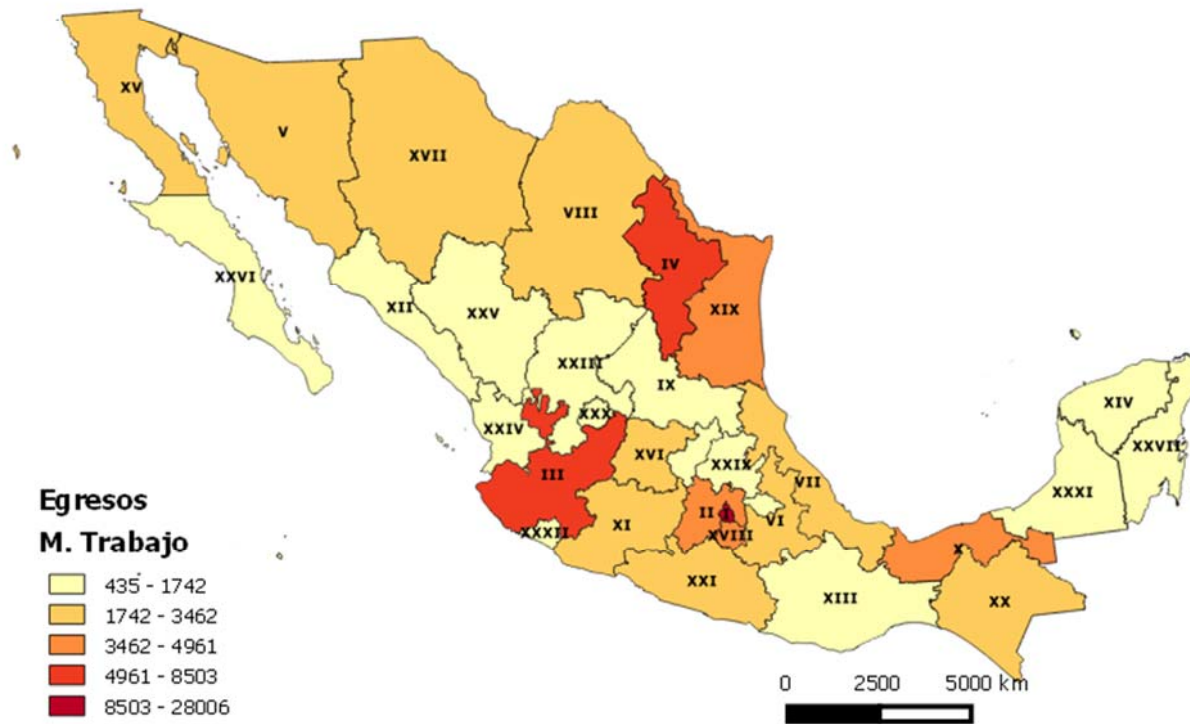 XV
V
XVII
VIII
IV
XXVI
XII
XXV
XIX
XXIII
IX
XXIV
XXX
XIV
XXVII
III
XVI
XXIX
VII
XXXI
II
I
VI
XXXII
XI
XVIII
X
XXI
XIII
XX
Egresos
M. Trabajo
435 - 1742
1742 - 3462
3462 - 4961
4961 - 8503
8503 - 28006
0 2500 5000 km